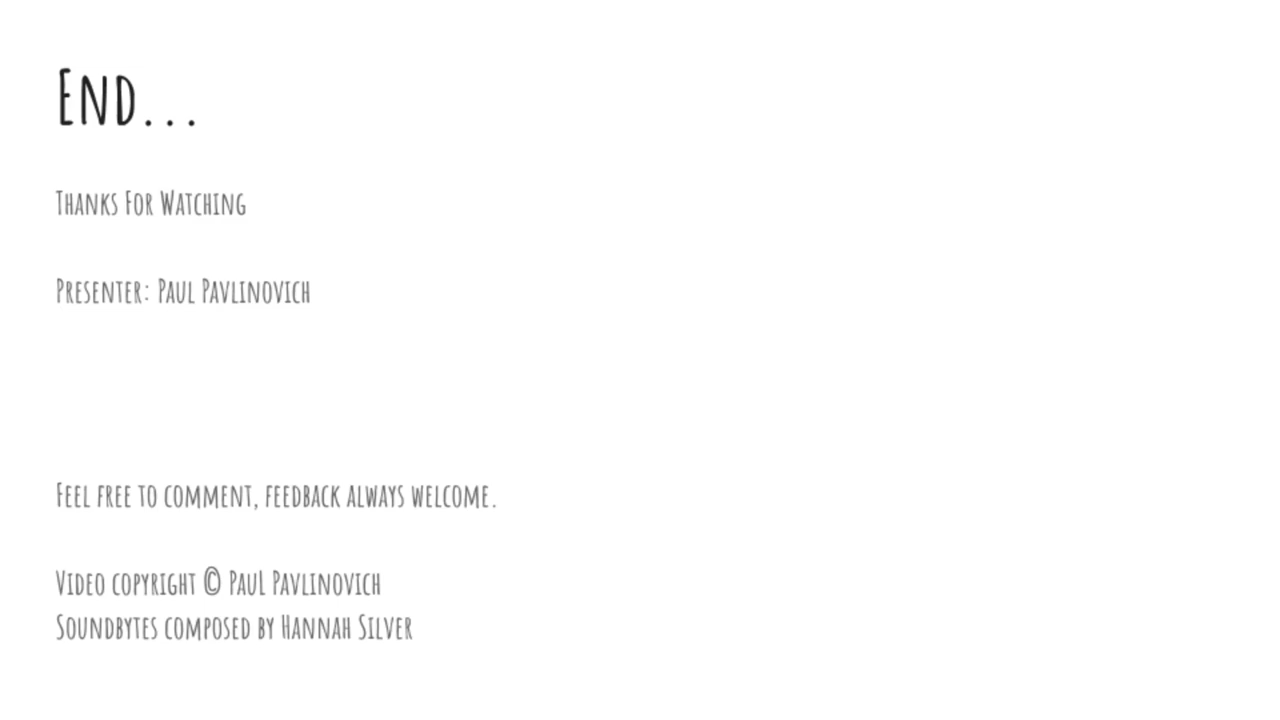 End...
Thanks For Watching
Presenter: Paul Pavlinovich
Feel free to comment, feedback always welcome.
Video copyright © Paul Pavlinovich
Soundbytes composed by Hannah Silver